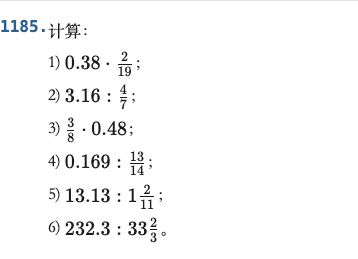 1185. 计算:
1) 0.38 · 2/19;
2) 3.16 : 4/7;
3) 3/8 · 0.48;
4) 0.169 : 13/14;
5) 13.13 : 1 2/11;
6) 232.3 : 33 2/3。